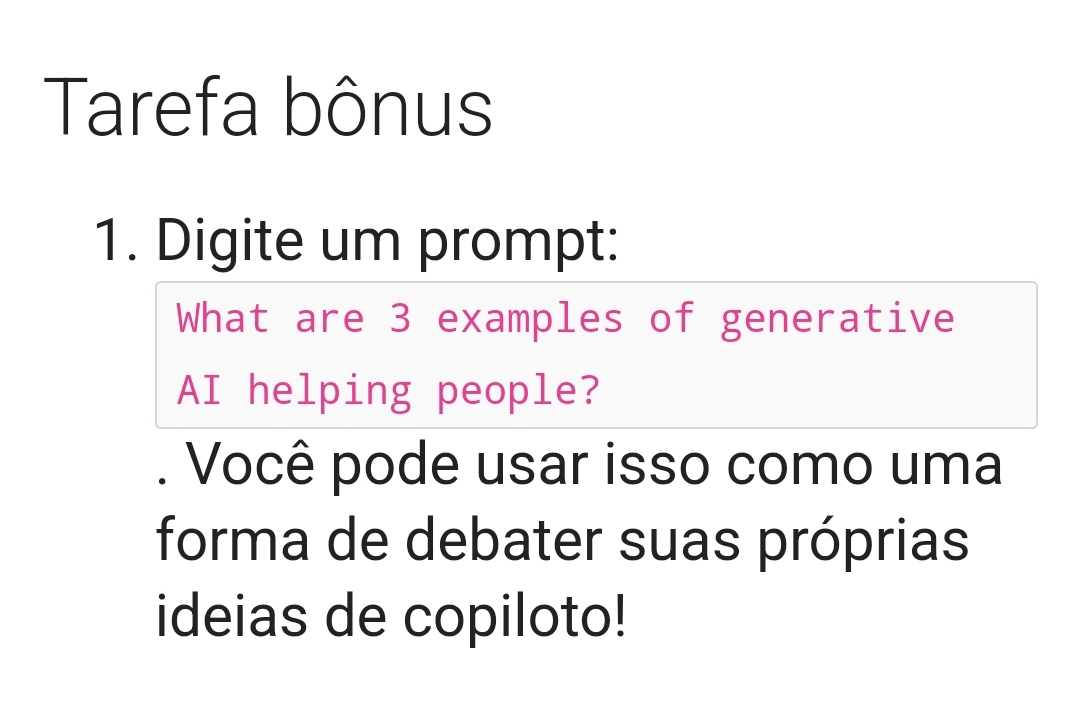 Tarefa bônus
1. Digite um prompt:
What are 3 examples of generative
AI helping people?
. Você pode usar isso como uma
forma de debater suas próprias
ideias de copiloto!